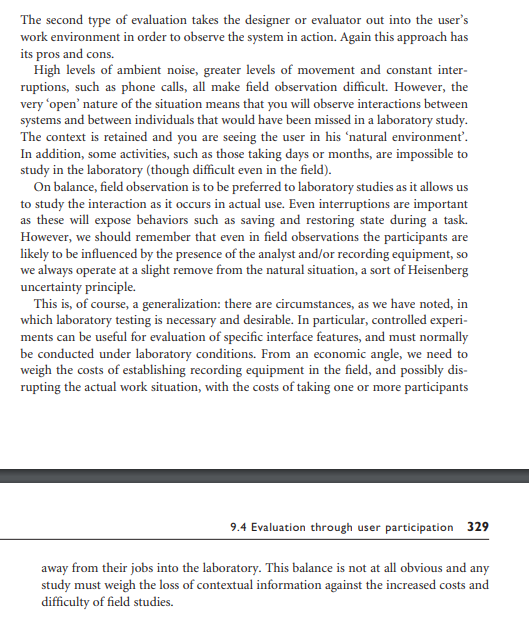 The second type of evaluation takes the designer or evaluator out into the user's
work environment in order to observe the system in action. Again this approach has
its pros and cons.
High levels of ambient noise, greater levels of movement and constant inter-
ruptions, such as phone calls, all make field observation difficult. However, the
very 'open' nature of the situation means that you will observe interactions between
systems and between individuals that would have been missed in a laboratory study.
The context is retained and you are seeing the user in his 'natural environment'.
In addition, some activities, such as those taking days or months, are impossible to
study in the laboratory (though difficult even in the field).
On balance, field observation is to be preferred to laboratory studies as it allows us
to study the interaction as it occurs in actual use. Even interruptions are important
as these will expose behaviors such as saving and restoring state during a task.
However, we should remember that even in field observations the participants are
likely to be influenced by the presence of the analyst and/or recording equipment, so
we always operate at a slight remove from the natural situation, a sort of Heisenberg
uncertainty principle.
This is, of course, a generalization: there are circumstances, as we have noted, in
which laboratory testing is necessary and desirable. In particular, controlled experi-
ments can be useful for evaluation of specific interface features, and must normally
be conducted under laboratory conditions. From an economic angle, we need to
weigh the costs of establishing recording equipment in the field, and possibly dis-
rupting the actual work situation, with the costs of taking one or more participants
9.4 Evaluation through user participation 329
away from their jobs into the laboratory. This balance is not at all obvious and any
study must weigh the loss of contextual information against the increased costs and
difficulty of field studies.